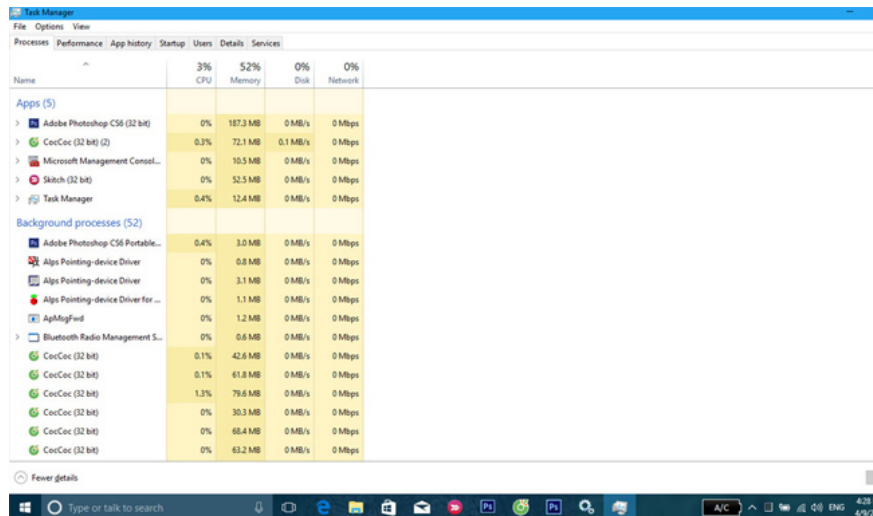 Task Manager
File Options View
Processes Performance App history Startup Users Details Services
3% 52% 0% 0%
Name CPU Memory Disk Network
Apps (5)
Adobe Photoshop CS6 (32 bit) 0% 187.3 MB 0 MB/s 0 Mbps
CocCoc (32 bit) (2) 0.3% 72.1 MB 0.1 MB/s 0 Mbps
Microsoft Management Consol... 0% 10.5 MB 0 MB/s 0 Mbps
Skitch (32 bit) 0% 52.5 MB 0 MB/s 0 Mbps
Task Manager 0.4% 12.4 MB 0 MB/s 0 Mbps
Background processes (52)
Adobe Photoshop CS6 Portable... 0.4% 3.0 MB 0 MB/s 0 Mbps
Alps Pointing-device Driver 0% 0.8 MB 0 MB/s 0 Mbps
Alps Pointing-device Driver 0% 3.1 MB 0 MB/s 0 Mbps
Alps Pointing-device Driver for ... 0% 1.1 MB 0 MB/s 0 Mbps
ApMsgFwd 0% 1.2 MB 0 MB/s 0 Mbps
Bluetooth Radio Management S... 0% 0.6 MB 0 MB/s 0 Mbps
CocCoc (32 bit) 0.1% 42.6 MB 0 MB/s 0 Mbps
CocCoc (32 bit) 0.1% 61.8 MB 0 MB/s 0 Mbps
CocCoc (32 bit) 1.3% 79.6 MB 0 MB/s 0 Mbps
CocCoc (32 bit) 0% 30.3 MB 0 MB/s 0 Mbps
CocCoc (32 bit) 0% 68.4 MB 0 MB/s 0 Mbps
CocCoc (32 bit) 0% 63.2 MB 0 MB/s 0 Mbps
Fewer details
Type or talk to search Ps Ps A/C ENG 4:28